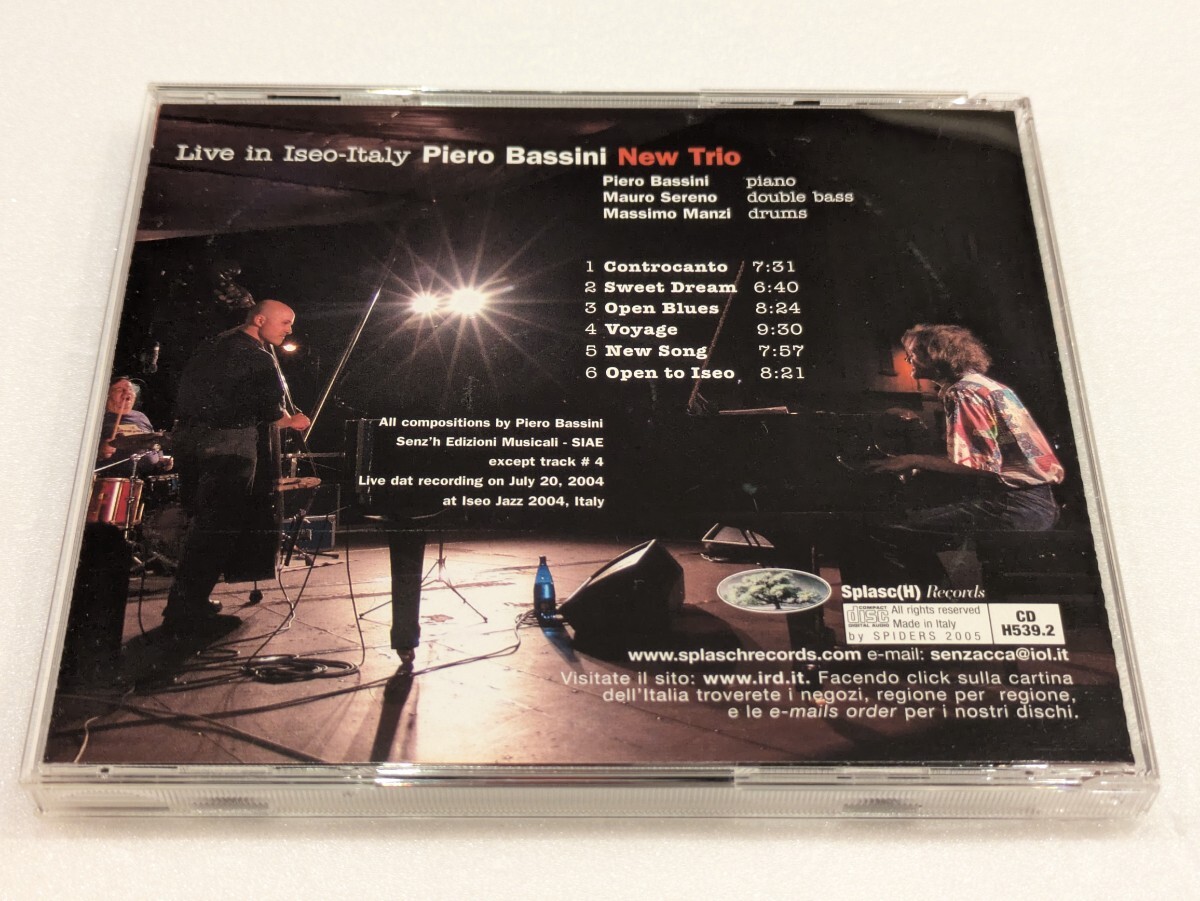 Live in Iseo-Italy Piero Bassini New Trio
Piero Bassini piano
Mauro Sereno double bass
Massimo Manzi drums
1 Controcanto 7:31
2 Sweet Dream 6:40
3 Open Blues 8:24
4 Voyage 9:30
5 New Song 7:57
6 Open to Iseo 8:21
All compositions by Piero Bassini
Senz'h Edizioni Musicali - SIAE
except track # 4
Live dat recording on July 20, 2004
at Iseo Jazz 2004, Italy
Splasc(H) Records
COMPACT disc DIGITAL AUDIO
All rights reserved
Made in Italy
by SPIDERS 2005
CD
H539.2
www.splaschrecords.com e-mail: senzacca@iol.it
Visitate il sito: www.ird.it. Facendo click sulla cartina
dell'Italia troverete i negozi, regione per regione,
e le e-mails order per i nostri dischi.